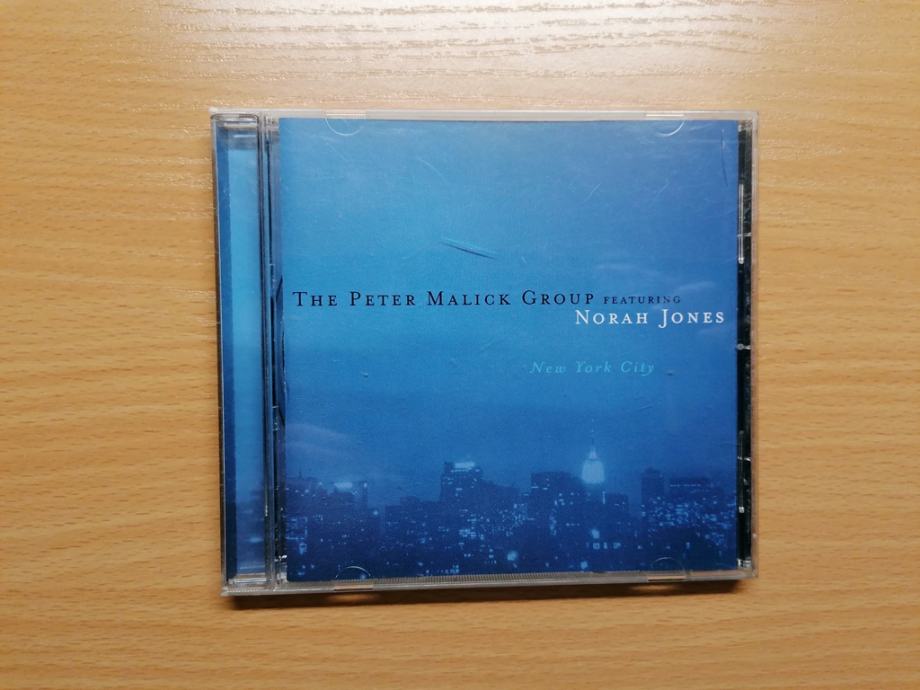 The Peter Malick Group featuring
Norah Jones
New York City